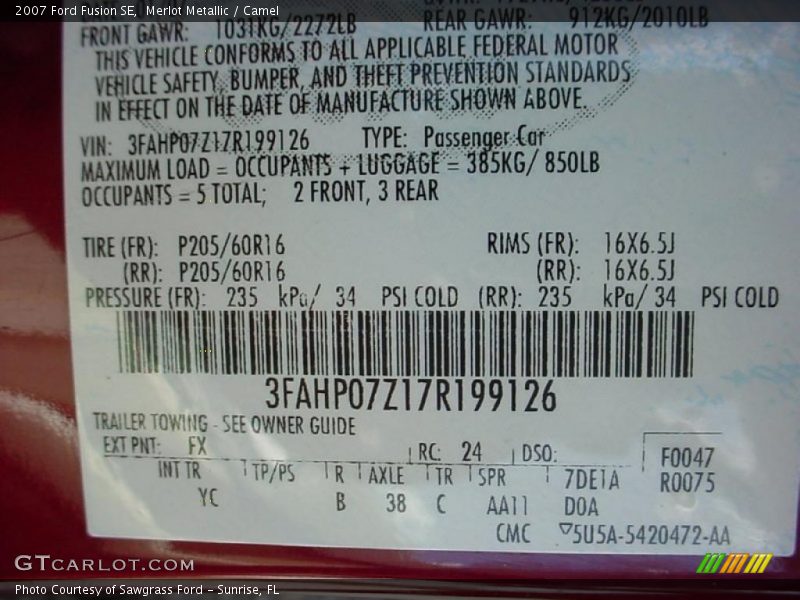 2007 Ford Fusion SE, Merlot Metallic / Camel
FRONT GAWR: 1031KG/2272LB REAR GAWR: 912KG/2010LB
THIS VEHICLE CONFORMS TO ALL APPLICABLE FEDERAL MOTOR
VEHICLE SAFETY, BUMPER, AND THEFT PREVENTION STANDARDS
IN EFFECT ON THE DATE OF MANUFACTURE SHOWN ABOVE.
VIN: 3FAHP07Z17R199126 TYPE: Passenger Car
MAXIMUM LOAD = OCCUPANTS + LUGGAGE = 385KG/ 850LB
OCCUPANTS = 5 TOTAL; 2 FRONT, 3 REAR
TIRE (FR): P205/60R16 RIMS (FR): 16X6.5J
(RR): P205/60R16 (RR): 16X6.5J
PRESSURE (FR): 235 kPa/ 34 PSI COLD (RR): 235 kPa/ 34 PSI COLD
3FAHP07Z17R199126
TRAILER TOWING - SEE OWNER GUIDE
EXT PNT: FX RC: 24 DSO: F0047
INT TR TP/PS R AXLE TR SPR 7DE1A R0075
YC B 38 C AA11 D0A
CMC 5U5A-5420472-AA
GTCARLOT.COM
Photo Courtesy of Sawgrass Ford - Sunrise, FL